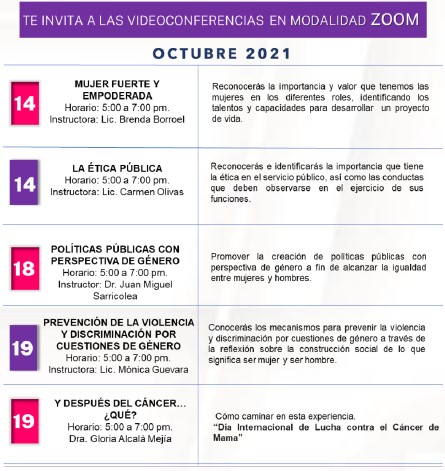 TE INVITA A LAS VIDEOCONFERENCIAS EN MODALIDAD ZOOM
OCTUBRE 2021
14
MUJER FUERTE Y
EMPODERADA
Horario: 5:00 a 7:00 pm.
Instructora: Lic. Brenda Borroel
Reconocerás la importancia y valor que tenemos las
mujeres en los diferentes roles, identificando los
talentos y capacidades para desarrollar un proyecto
de vida.
14
LA ÉTICA PÚBLICA
Horario: 5:00 a 7:00 pm.
Instructora: Lic. Carmen Olivas
Reconocerás e identificarás la importancia que tiene
la ética en el servicio público, así como las conductas
que deben observarse en el ejercicio de sus
funciones.
18
POLÍTICAS PÚBLICAS CON
PERSPECTIVA DE GÉNERO
Horario: 5:00 a 7:00 pm.
Instructor: Dr. Juan Miguel
Sarricolea
Promover la creación de políticas públicas con
perspectiva de género a fin de alcanzar la igualdad
entre mujeres y hombres.
19
PREVENCIÓN DE LA VIOLENCIA
Y DISCRIMINACIÓN POR
CUESTIONES DE GÉNERO
Horario: 5:00 a 7:00 pm.
Instructora: Lic. Mónica Guevara
Conocerás los mecanismos para prevenir la violencia
y discriminación por cuestiones de género a través de
la reflexión sobre la construcción social de lo que
significa ser mujer y ser hombre.
19
Y DESPUÉS DEL CÁNCER...
¿QUÉ?
Horario: 5:00 a 7:00 pm.
Dra. Gloria Alcalá Mejía
Cómo caminar en esta experiencia.
"Dia Internacional de Lucha contra el Cáncer de
Mama"